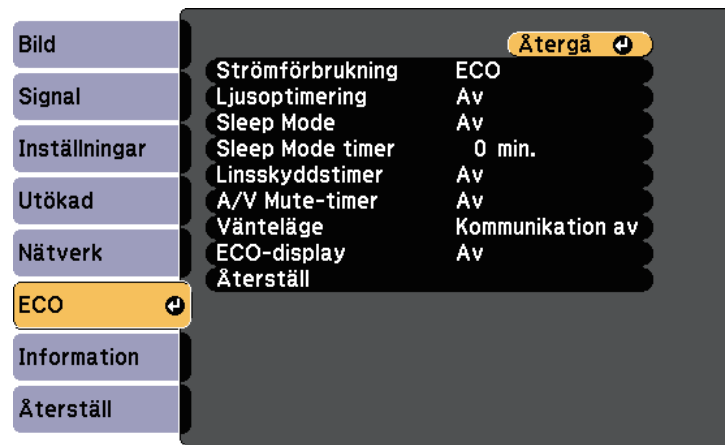 Bild
Signal
Inställningar
Utökad
Nätverk
ECO
Information
Återställ
Återgå
Strömförbrukning ECO
Ljusoptimering Av
Sleep Mode Av
Sleep Mode timer 0 min.
Linsskyddstimer Av
A/V Mute-timer Av
Vänteläge Kommunikation av
ECO-display Av
Återställ